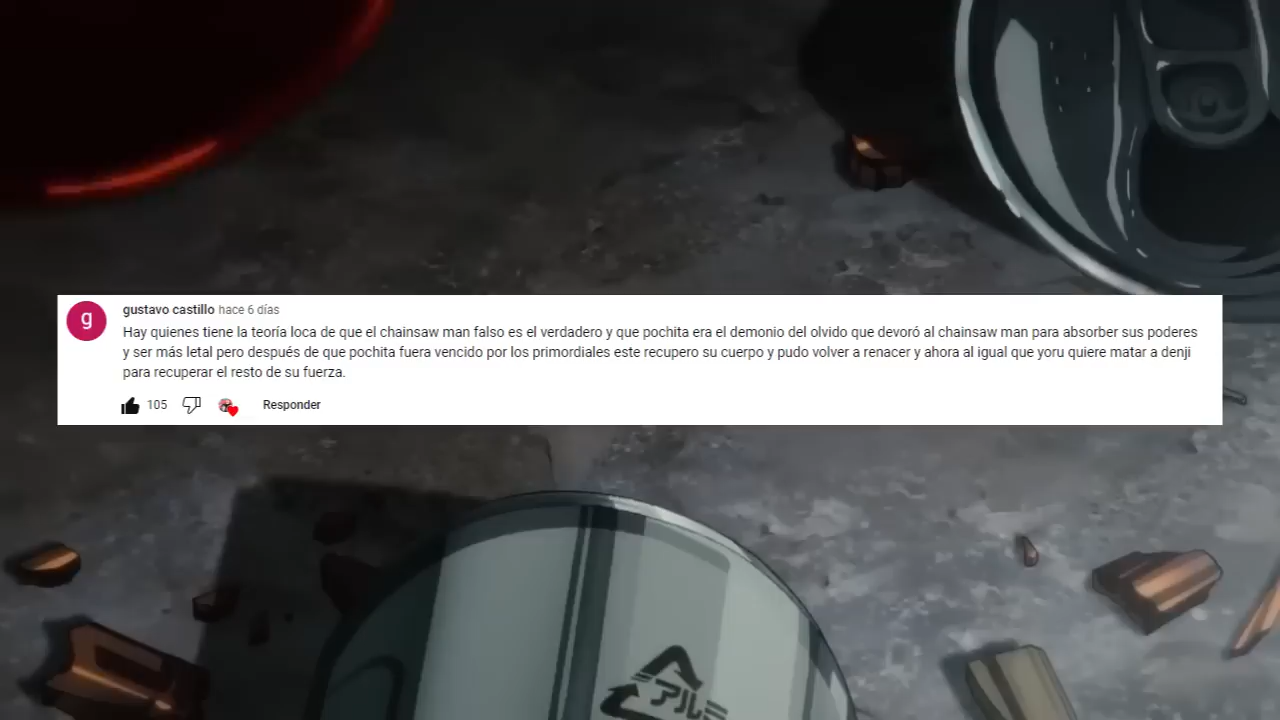 g
gustavo castillo hace 6 días
Hay quienes tiene la teoría loca de que el chainsaw man falso es el verdadero y que pochita era el demonio del olvido que devoró al chainsaw man para absorber sus poderes
y ser más letal pero después de que pochita fuera vencido por los primordiales este recupero su cuerpo y pudo volver a renacer y ahora al igual que yoru quiere matar a denji
para recuperar el resto de su fuerza.
105 Responder
アルミ